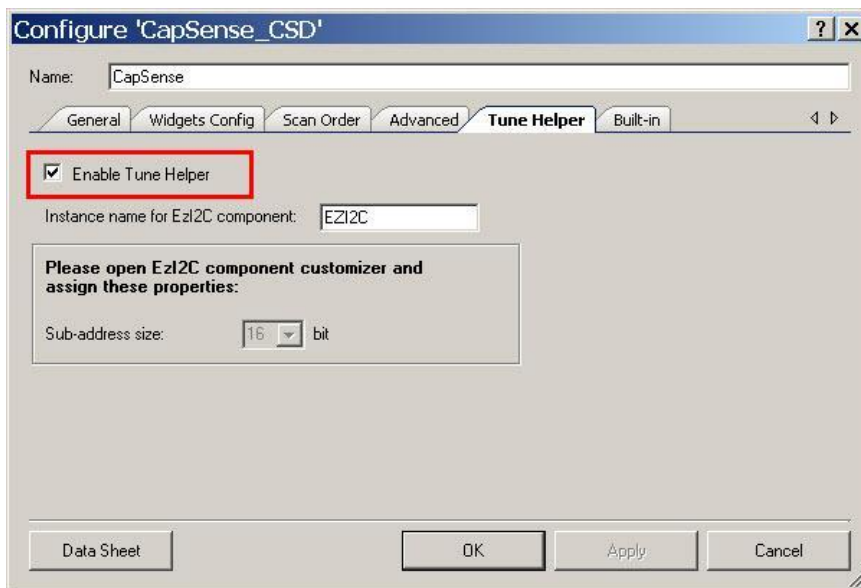 Configure 'CapSense_CSD'
Name: CapSense
General Widgets Config Scan Order Advanced Tune Helper Built-in
Enable Tune Helper
Instance name for EzI2C component: EZI2C
Please open EzI2C component customizer and
assign these properties:
Sub-address size: 16 bit
Data Sheet OK Apply Cancel